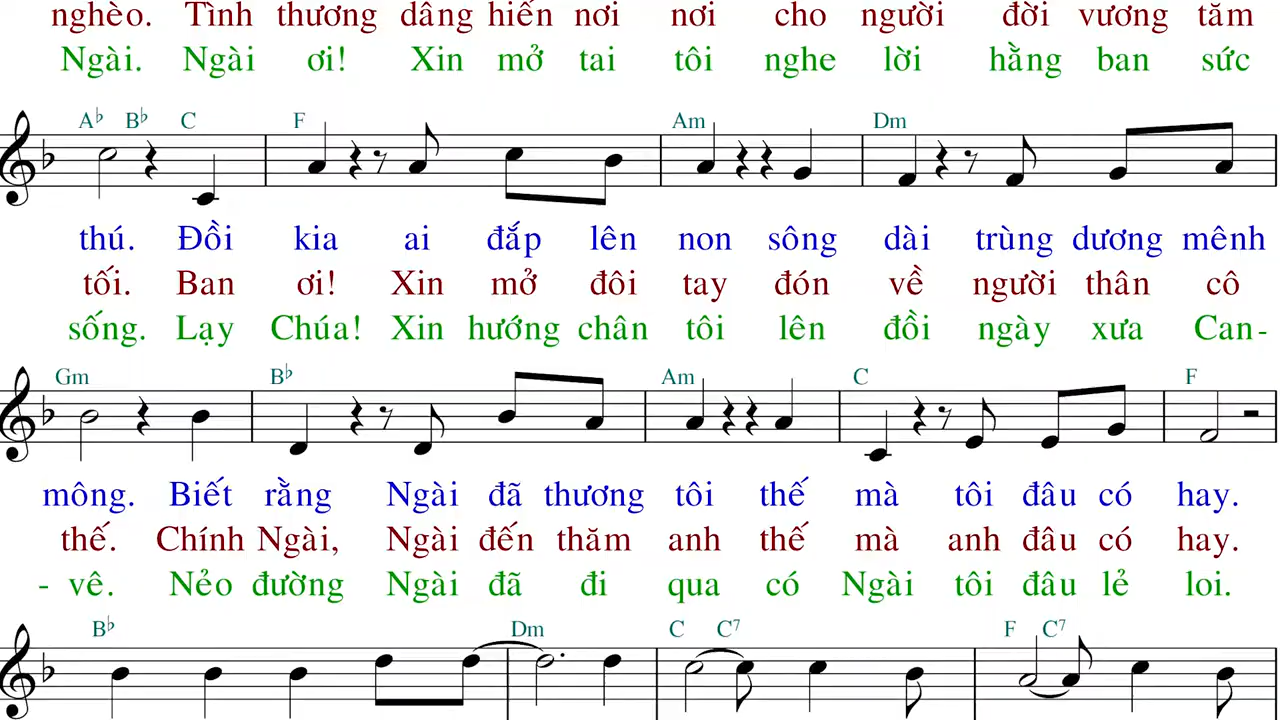 nghèo. Tình thương dâng hiến nơi nơi cho người đời vương tăm
Ngài. Ngài ơi! Xin mở tai tôi nghe lời hằng ban sức
A♭ B♭ C F Am Dm
thú. Đồi kia ai đắp lên non sông dài trùng dương mênh
tối. Ban ơi! Xin mở đôi tay đón về người thân cô
sống. Lạy Chúa! Xin hướng chân tôi lên đồi ngày xưa Can-
Gm B♭ Am C F
mông. Biết rằng Ngài đã thương tôi thế mà tôi đâu có hay.
thế. Chính Ngài, Ngài đến thăm anh thế mà anh đâu có hay.
- vê. Nẻo đường Ngài đã đi qua có Ngài tôi đâu lẻ loi.
B♭ Dm C C7 F C7